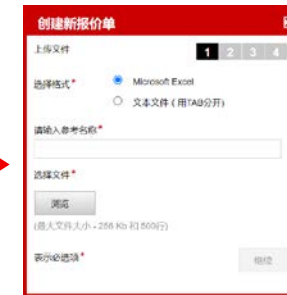 创建新报价单
上传文件 1 2 3 4
选择格式* Microsoft Excel
文本文件 ( 用TAB分开)
请输入参考名称*
选择文件*
浏览
(最大文件大小 - 256 Kb 和 600行)
表示必选项* 继续